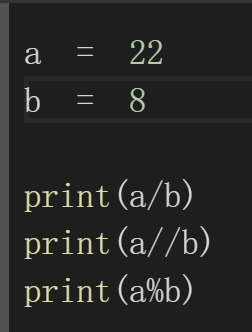 a = 22
b = 8
print(a/b)
print(a//b)
print(a%b)